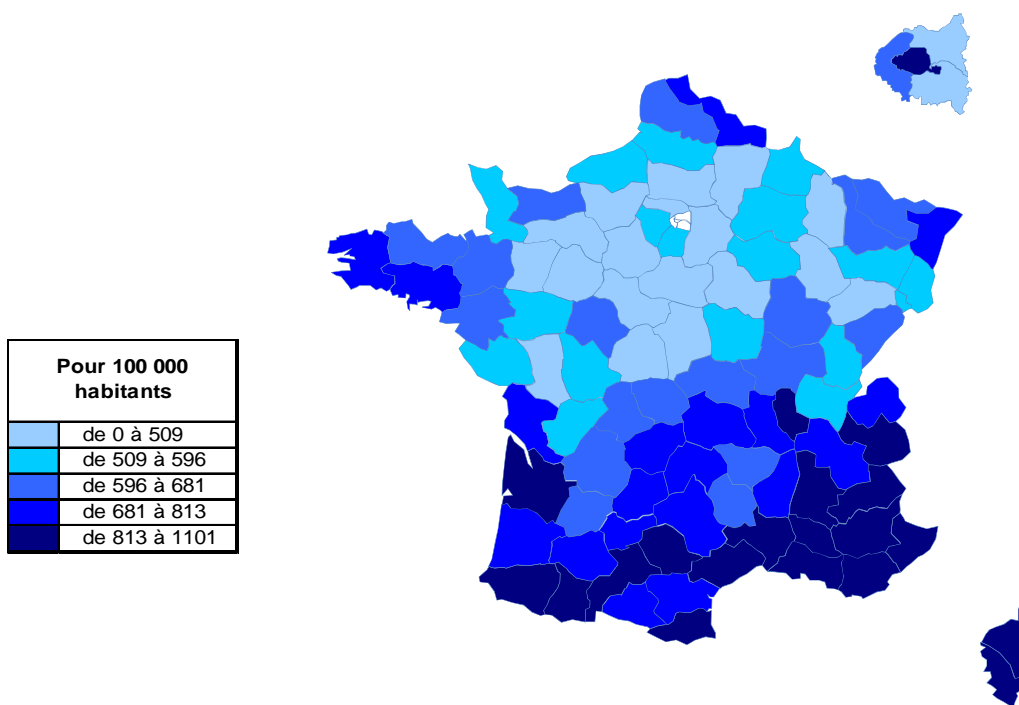 Pour 100 000
habitants
de 0 à 509
de 509 à 596
de 596 à 681
de 681 à 813
de 813 à 1101